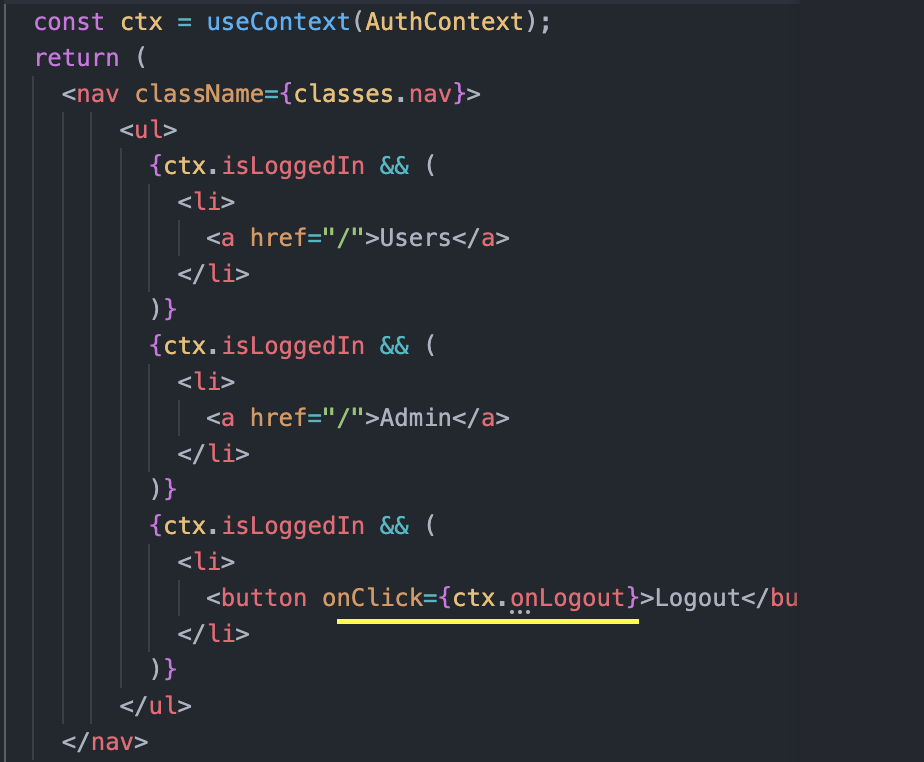 const ctx = useContext(AuthContext);
return (
<nav className={classes.nav}>
<ul>
{ctx.isLoggedIn && (
<li>
<a href="/">Users</a>
</li>
)}
{ctx.isLoggedIn && (
<li>
<a href="/">Admin</a>
</li>
)}
{ctx.isLoggedIn && (
<li>
<button onClick={ctx.onLogout}>Logout</bu
</li>
)}
</ul>
</nav>